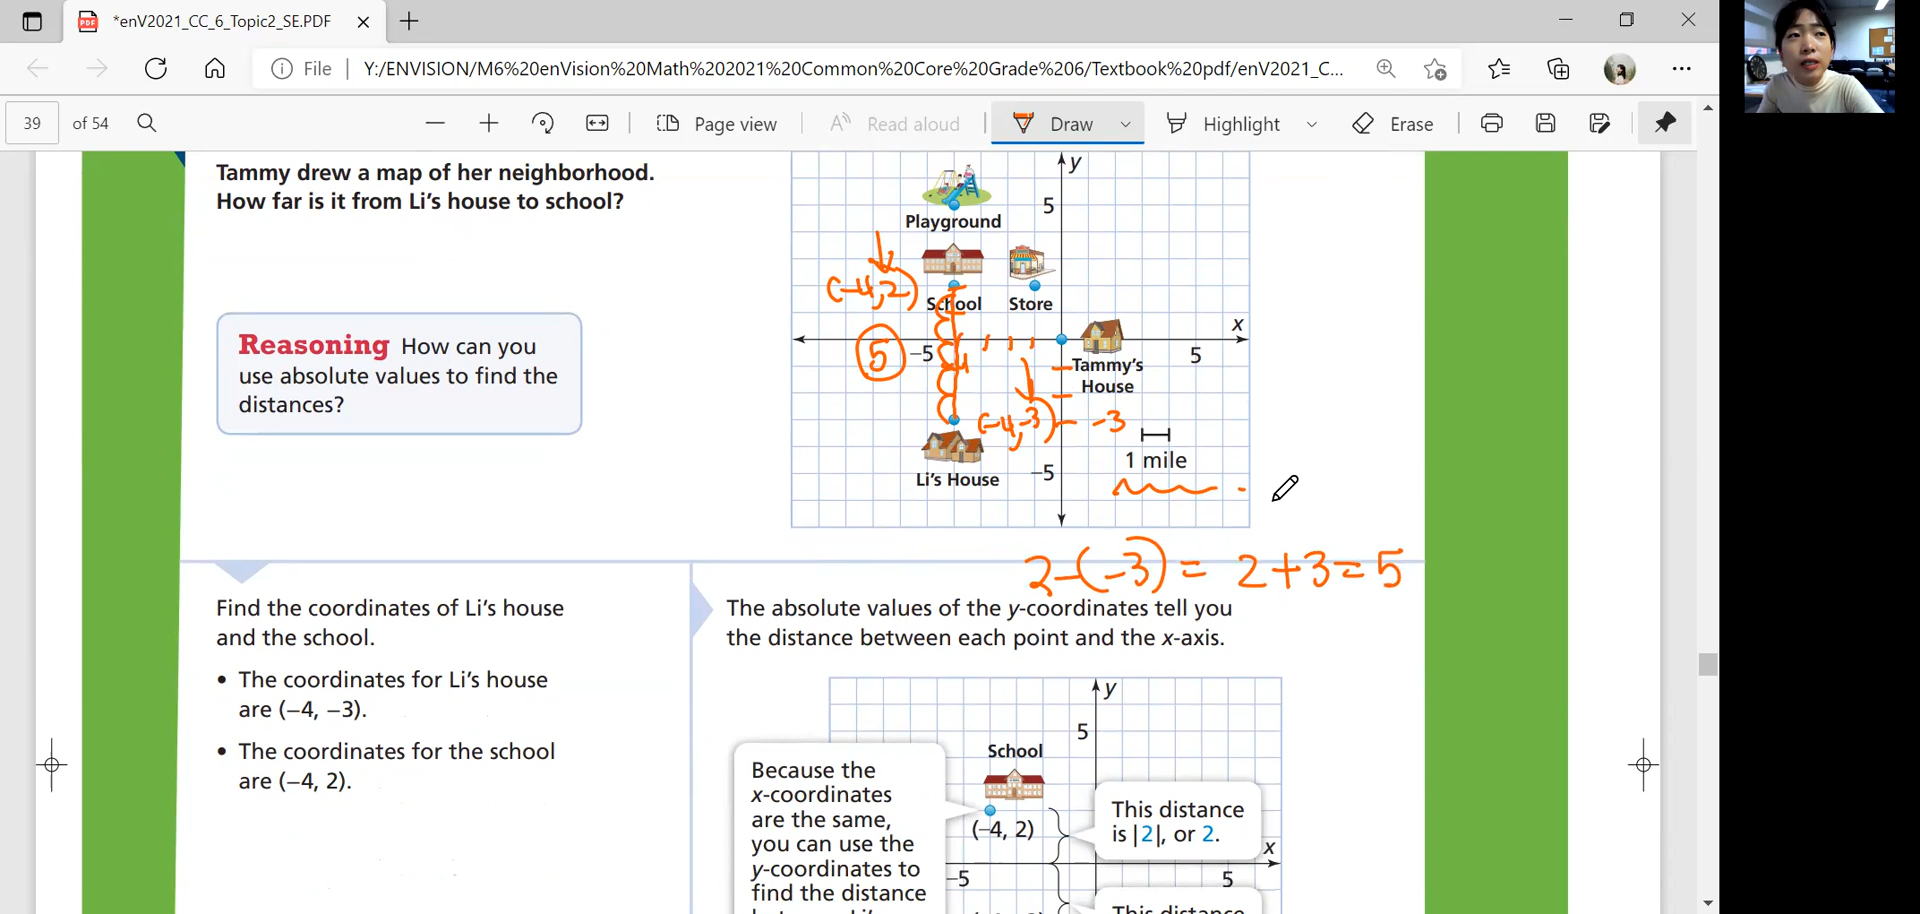 *enV2021_CC_6_Topic2_SE.PDF
File
Y:/ENVISION/M6%20enVision%20Math%202021%20Common%20Core%20Grade%206/Textbook%20pdf/enV2021_C...
39 of 54
Page view
Read aloud
Draw
Highlight
Erase
Tammy drew a map of her neighborhood.
How far is it from Li's house to school?
Reasoning How can you
use absolute values to find the
distances?
y
5
Playground
(-4,2)
School
Store
x
5
-5
4
Tammy's
House
5
(-4,-3)
-3
1 mile
Li's House
-5
2-(-3) = 2+3=5
Find the coordinates of Li's house
and the school.
• The coordinates for Li's house
are (−4, −3).
• The coordinates for the school
are (−4, 2).
The absolute values of the y-coordinates tell you
the distance between each point and the x-axis.
y
5
School
(−4, 2)
Because the
x-coordinates
are the same,
you can use the
y-coordinates to
find the distance
This distance
is |2|, or 2.
x
−5
5
This distance